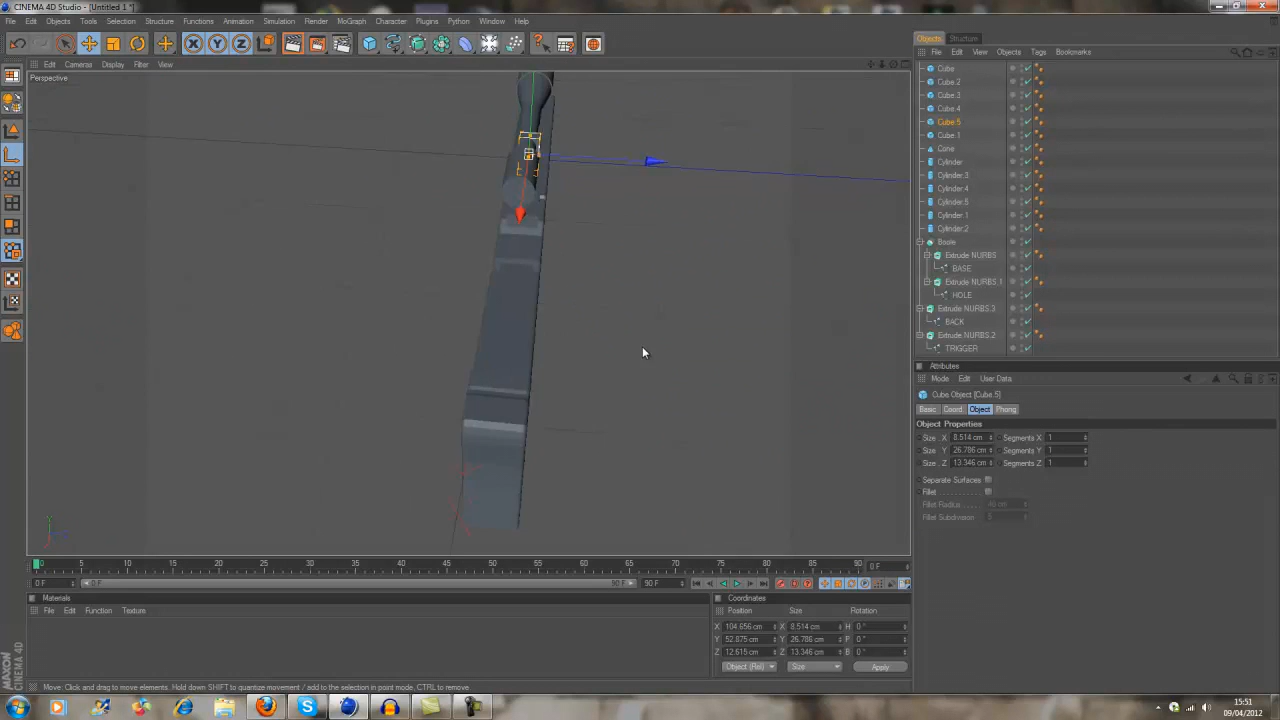 CINEMA 4D Studio - [Untitled 1 *]
File Edit Objects Tools Selection Structure Functions Animation Simulation Render MoGraph Character Plugins Python Window Help
Edit Cameras Display Filter View
Perspective
Objects Structure
File Edit View Objects Tags Bookmarks
Cube
Cube.2
Cube.3
Cube.4
Cube.5
Cube.1
Cone
Cylinder
Cylinder.3
Cylinder.4
Cylinder.5
Cylinder.1
Cylinder.2
Boole
Extrude NURBS
BASE
Extrude NURBS.1
HOLE
Extrude NURBS.3
BACK
Extrude NURBS.2
TRIGGER
Attributes
Mode Edit User Data
Cube Object [Cube.5]
Basic Coord. Object Phong
Object Properties
Size . X 8.514 cm Segments X 1
Size . Y 26.786 cm Segments Y 1
Size . Z 13.346 cm Segments Z 1
Separate Surfaces
Fillet
Fillet Radius 40 cm
Fillet Subdivision 5
0 5 10 15 20 25 30 35 40 45 50 55 60 65 70 75 80 85 90 0 F
0 F 0 F 90 F 90 F
Materials
File Edit Function Texture
Coordinates
Position Size Rotation
X 104.656 cm X 8.514 cm H 0 °
Y 52.875 cm Y 26.786 cm P 0 °
Z 12.615 cm Z 13.346 cm B 0 °
Object (Rel) Size Apply
MAXON CINEMA 4D
Move: Click and drag to move elements. Hold down SHIFT to quantize movement / add to the selection in point mode, CTRL to remove.
15:51
09/04/2012